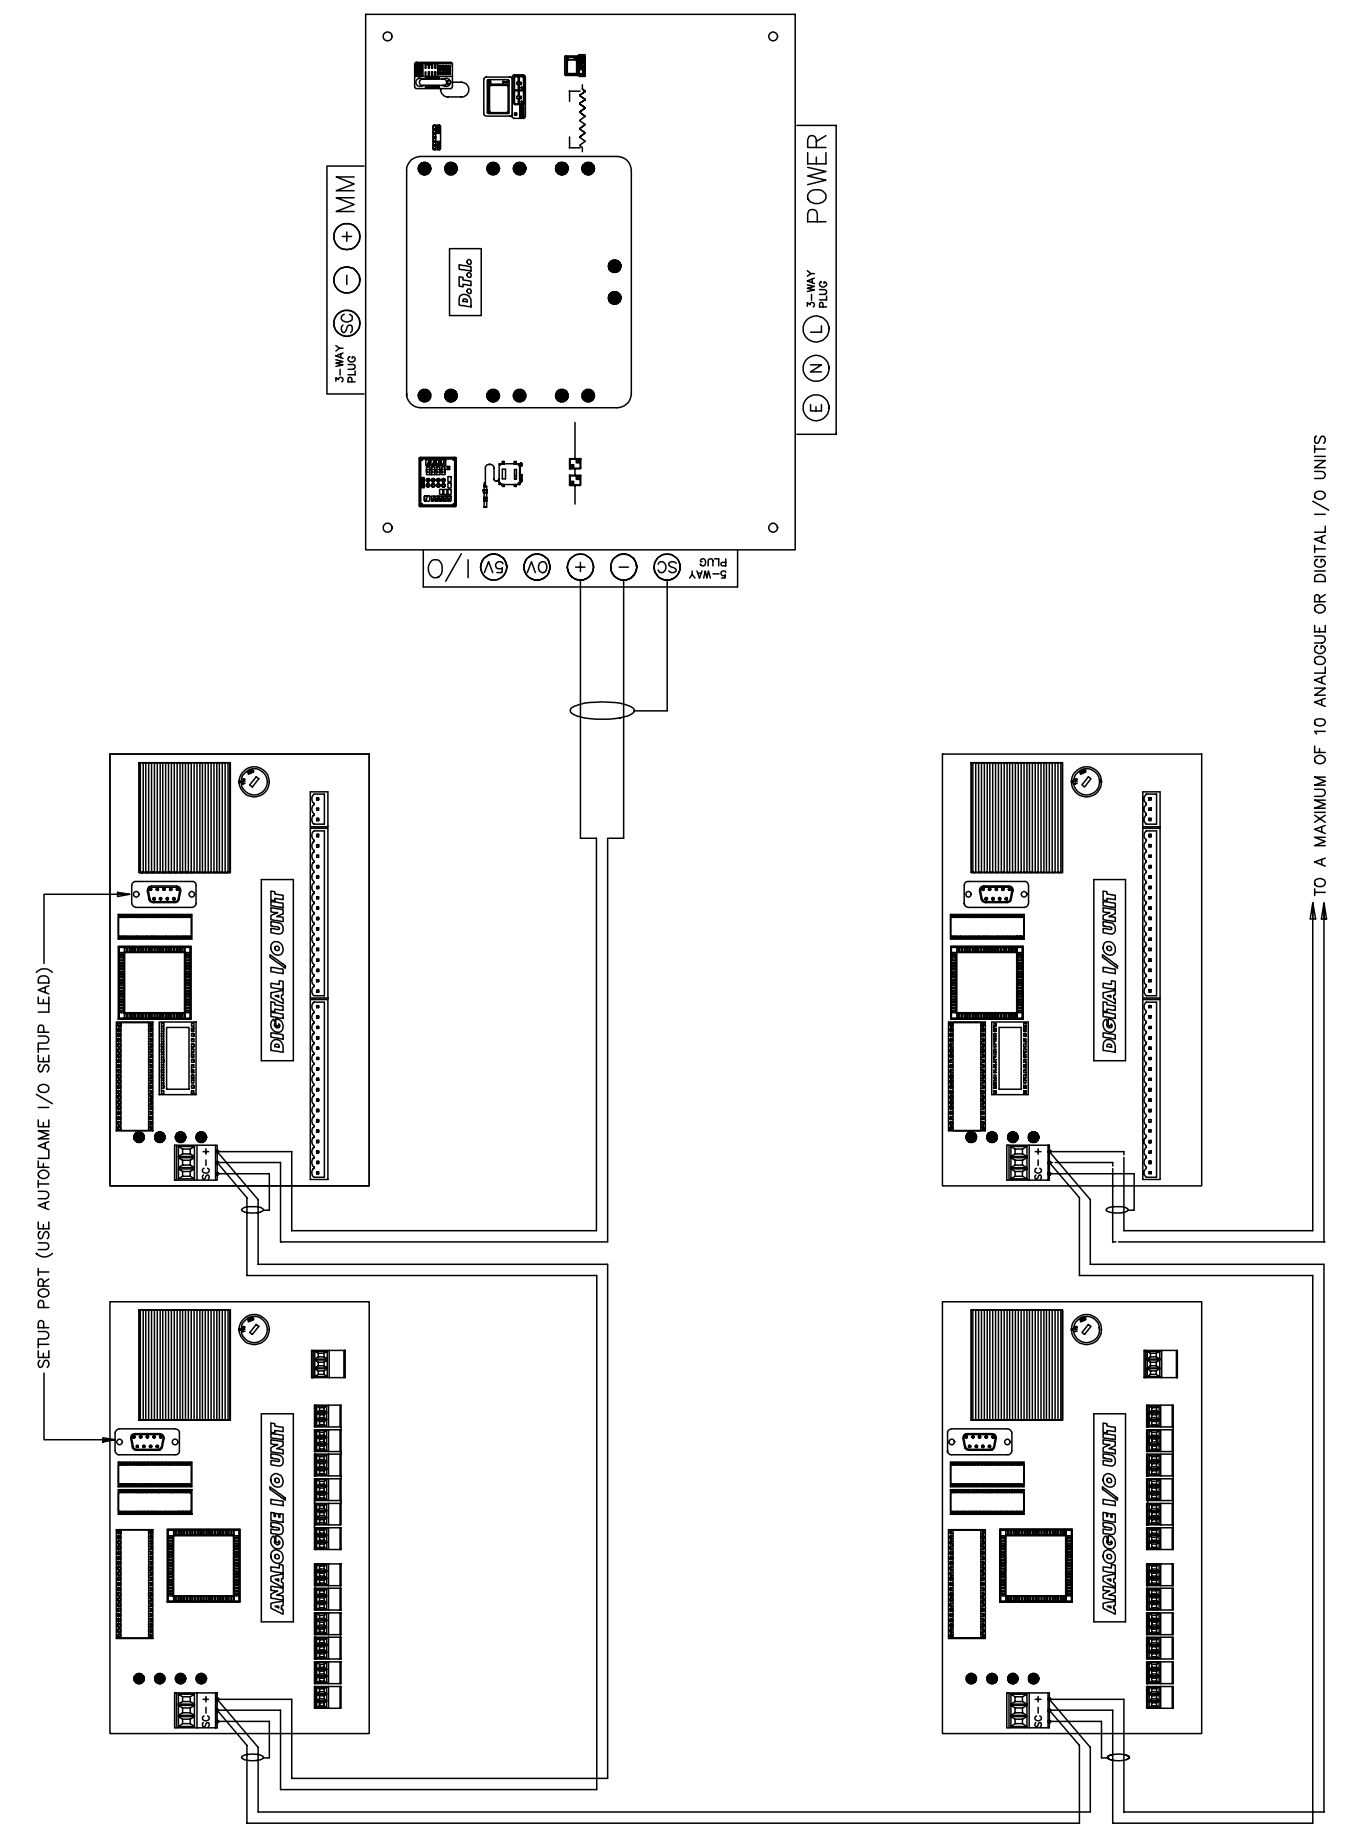 MM
+
-
SC
3-WAY
PLUG
D.T.I.
POWER
3-WAY
PLUG
L
N
E
I/O
5V
0V
+
-
SC
5-WAY
PLUG
TO A MAXIMUM OF 10 ANALOGUE OR DIGITAL I/O UNITS
SETUP PORT (USE AUTOFLAME I/O SETUP LEAD)
DIGITAL I/O UNIT
SC - +
DIGITAL I/O UNIT
SC - +
ANALOGUE I/O UNIT
SC - +
ANALOGUE I/O UNIT
SC - +